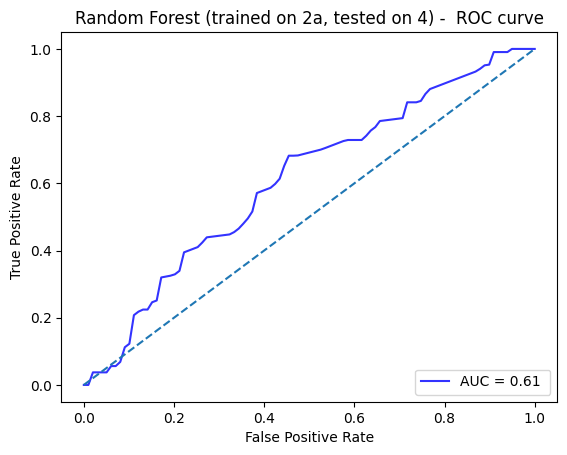 Random Forest (trained on 2a, tested on 4) -  ROC curve
True Positive Rate
1.0
0.8
0.6
0.4
0.2
0.0
AUC = 0.61
0.0 0.2 0.4 0.6 0.8 1.0
False Positive Rate